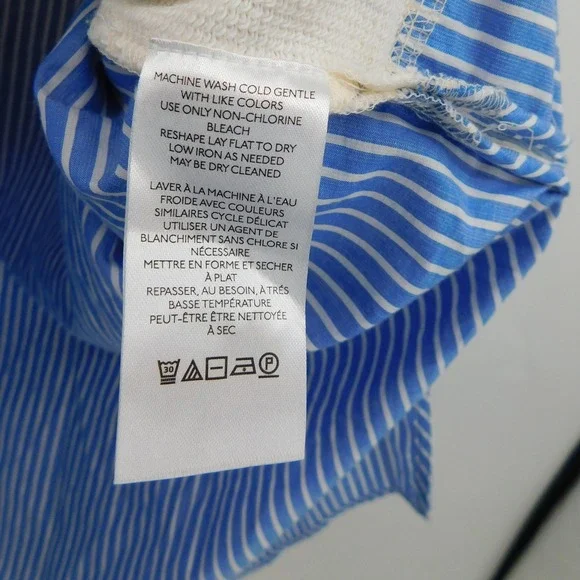 MACHINE WASH COLD GENTLE
WITH LIKE COLORS
USE ONLY NON-CHLORINE
BLEACH
RESHAPE LAY FLAT TO DRY
LOW IRON AS NEEDED
MAY BE DRY CLEANED
LAVER À LA MACHINE À L'EAU
FROIDE AVEC COULEURS
SIMILAIRES CYCLE DÉLICAT
UTILISER UN AGENT DE
BLANCHIMENT SANS CHLORE SI
NÉCESSAIRE
METTRE EN FORME ET SECHER
À PLAT
REPASSER, AU BESOIN, À TRÉS
BASSE TEMPÉRATURE
PEUT-ÊTRE ÊTRE NETTOYÉE
À SEC
30 P